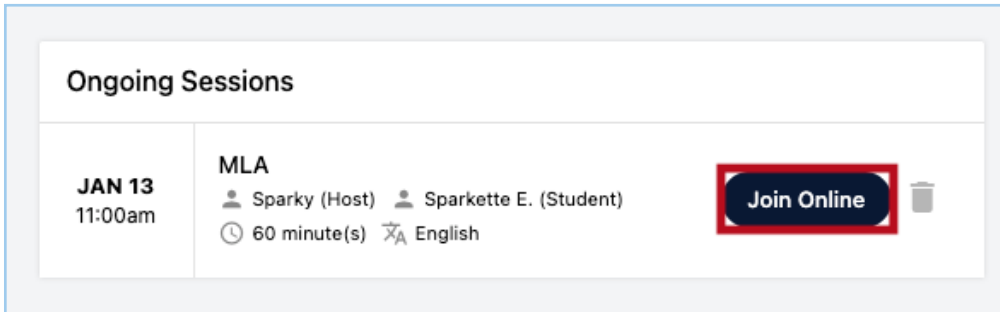 Ongoing Sessions
JAN 13
11:00am
MLA
Sparky (Host) Sparkette E. (Student)
60 minute(s) English
Join Online